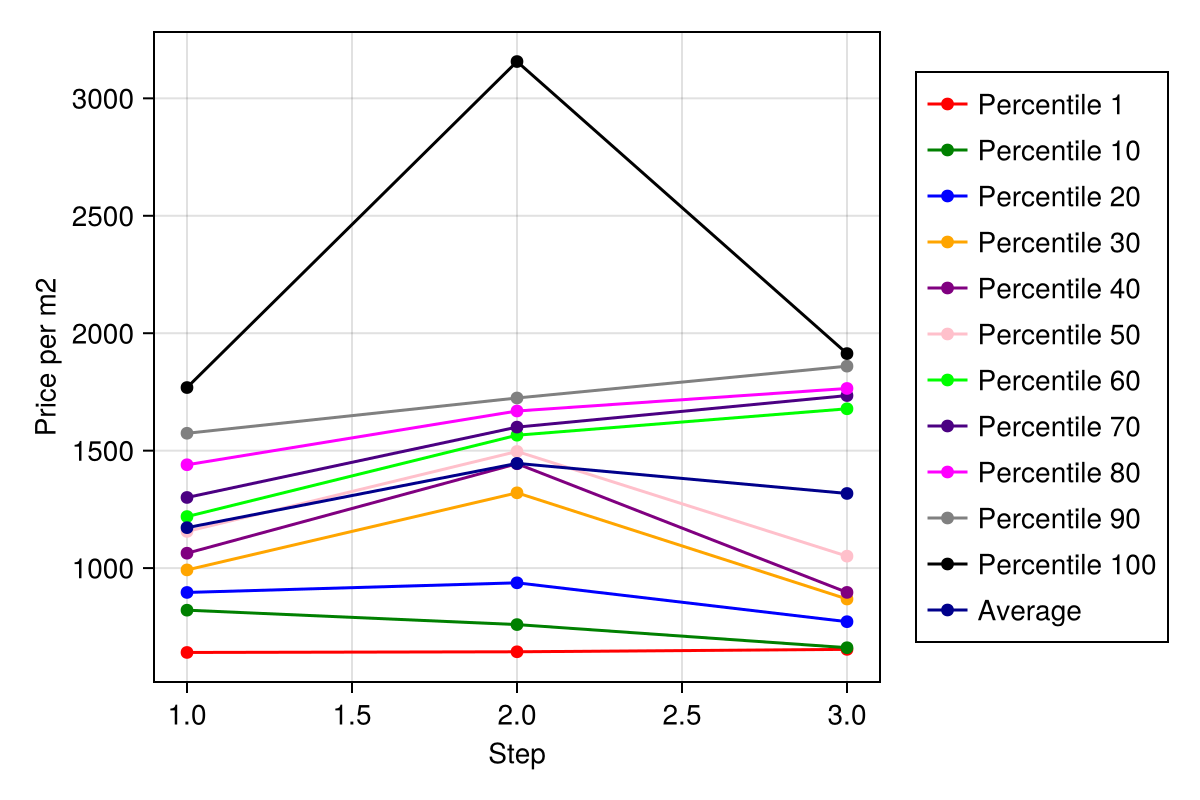 3000
2500
2000
1500
1000
Price per m2
1.0 1.5 2.0 2.5 3.0
Step
Percentile 1
Percentile 10
Percentile 20
Percentile 30
Percentile 40
Percentile 50
Percentile 60
Percentile 70
Percentile 80
Percentile 90
Percentile 100
Average